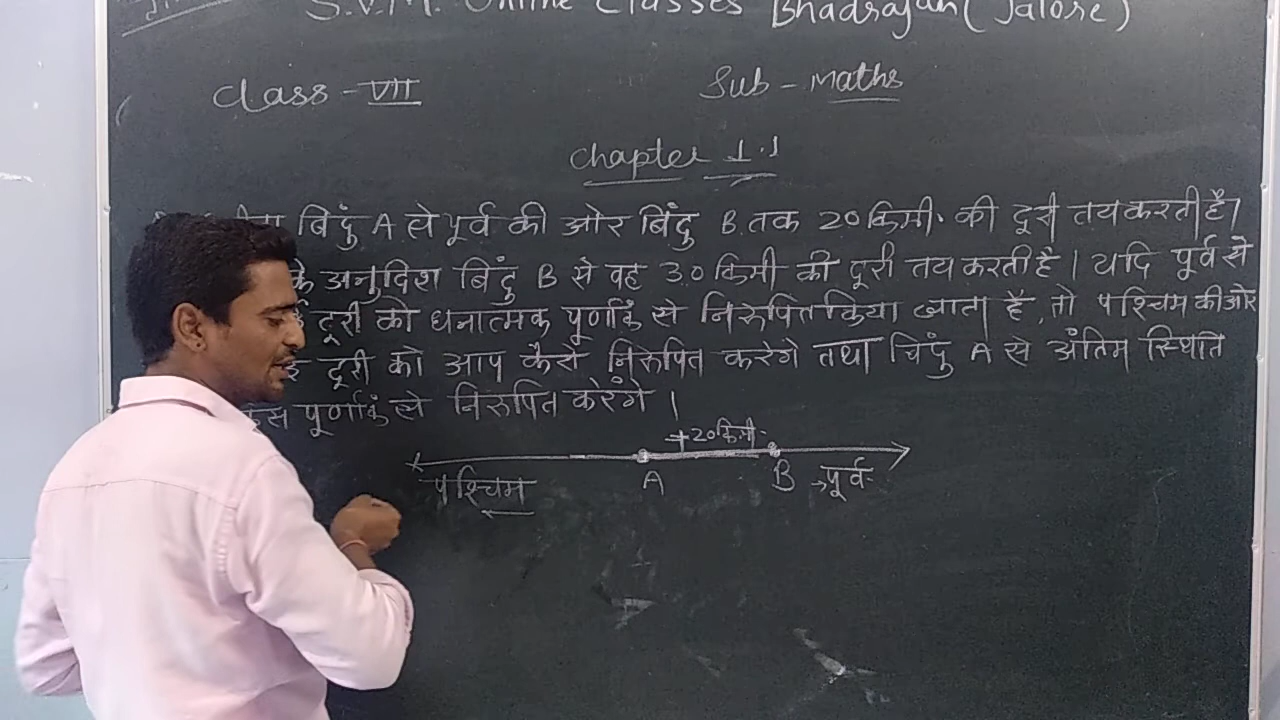 S.V.M. Online Classes Bhadrajan (Jalore)
Class - VII
Sub - Maths
Chapter 1.1
बिंदु A से पूर्व की ओर बिंदु B तक 20 किमी. की दूरी तय करती है।
के अनुदिश बिंदु B से वह 30 किमी की दूरी तय करती है। यदि पूर्व से
दूरी को धनात्मक पूर्णाकं से निरुपित किया जाता है, तो पश्चिम की ओर
ई दूरी को आप कैसे निरुपित करेगे तथा चिंदु A से अंतिम स्थिति
किस पूर्णाकं से निरुपित करेंगे।
+20 किमी.
पश्चिम
A
B
→पूर्व